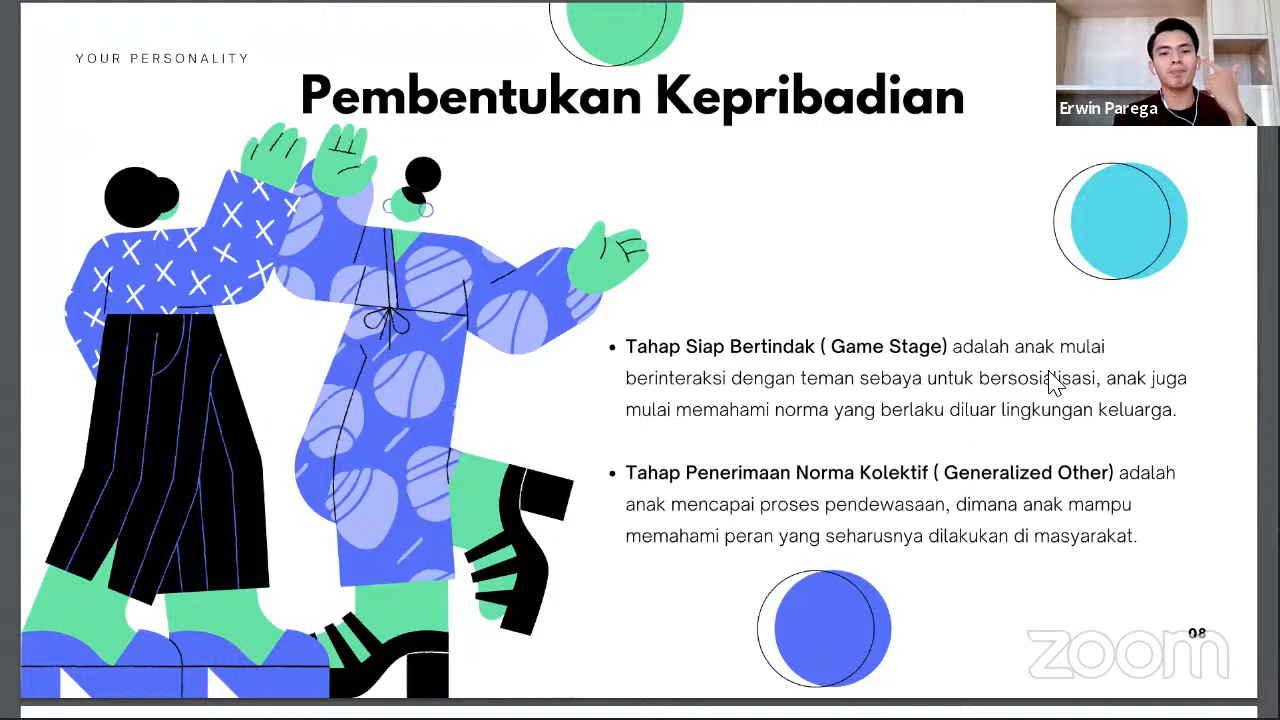 YOUR PERSONALITY
Pembentukan Kepribadian
Erwin Parega
• Tahap Siap Bertindak ( Game Stage) adalah anak mulai
berinteraksi dengan teman sebaya untuk bersosialisasi, anak juga
mulai memahami norma yang berlaku diluar lingkungan keluarga.
• Tahap Penerimaan Norma Kolektif ( Generalized Other) adalah
anak mencapai proses pendewasaan, dimana anak mampu
memahami peran yang seharusnya dilakukan di masyarakat.
08
zoom